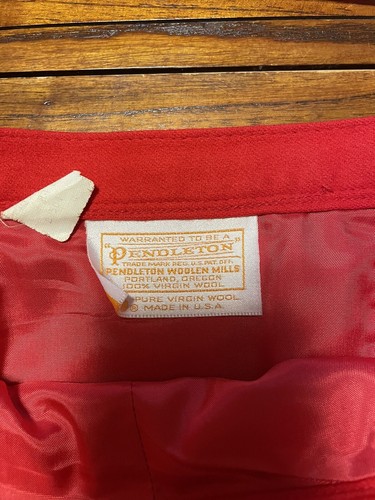 WARRANTED TO BE A
"PENDLETON"
TRADE MARK REG. U.S. PAT. OFF.
PENDLETON WOOLEN MILLS
PORTLAND, OREGON
100% VIRGIN WOOL
PURE VIRGIN WOOL
® MADE IN U.S.A.